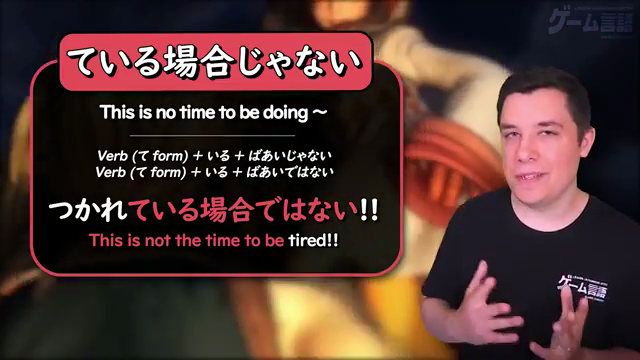 ゲーム言語
ている場合じゃない
This is no time to be doing ～
Verb (て form) + いる + ばあいじゃない
Verb (て form) + いる + ばあいではない
つかれている場合ではない!!
This is not the time to be tired!!
ゲーム言語